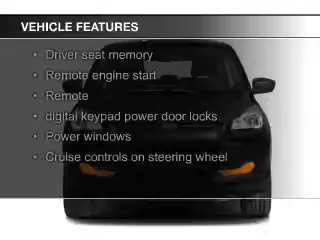 VEHICLE FEATURES
• Driver seat memory
• Remote engine start
• Remote
• digital keypad power door locks
• Power windows
• Cruise controls on steering wheel